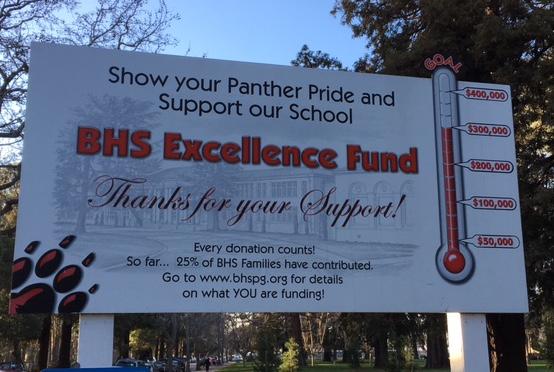 Show your Panther Pride and
Support our School
BHS Excellence Fund
Thanks for your Support!
Every donation counts!
So far... 25% of BHS Families have contributed.
Go to www.bhspg.org for details
on what YOU are funding!
GOAL
$400,000
$300,000
$200,000
$100,000
$50,000